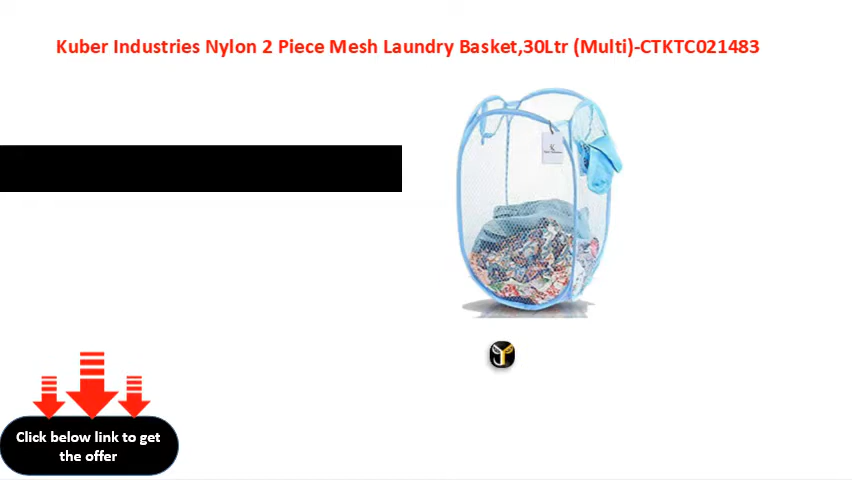 Kuber Industries Nylon 2 Piece Mesh Laundry Basket,30Ltr (Multi)-CTKTC021483
Click below link to get
the offer